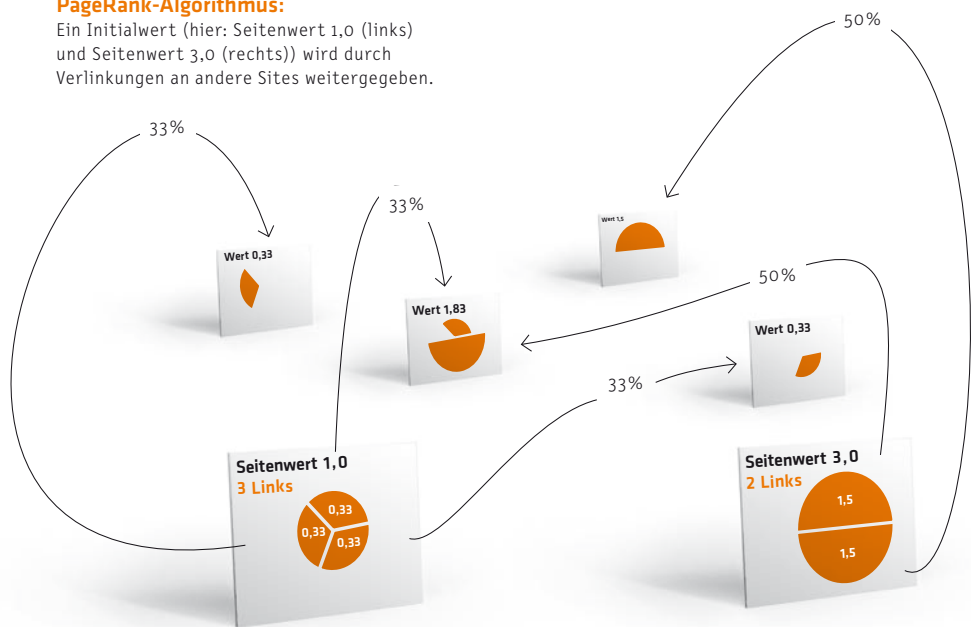 PageRank-Algorithmus:
Ein Initialwert (hier: Seitenwert 1,0 (links)
und Seitenwert 3,0 (rechts)) wird durch
Verlinkungen an andere Sites weitergegeben.
50%
33%
33%
Wert 1,5
Wert 0,33
50%
Wert 1,83
Wert 0,33
33%
Seitenwert 1,0
3 Links
0,33
0,33
0,33
Seitenwert 3,0
2 Links
1,5
1,5